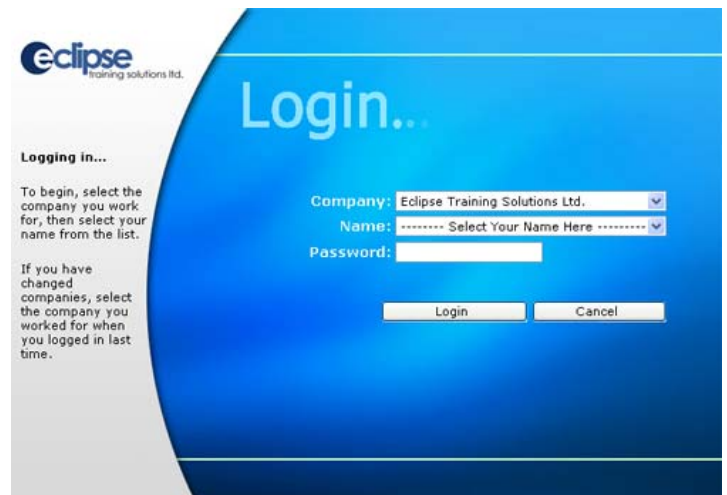 eclipse
training solutions ltd.
Login...
Logging in...
To begin, select the
company you work
for, then select your
name from the list.
If you have
changed
companies, select
the company you
worked for when
you logged in last
time.
Company: Eclipse Training Solutions Ltd.
Name: -------- Select Your Name Here ---------
Password:
Login Cancel